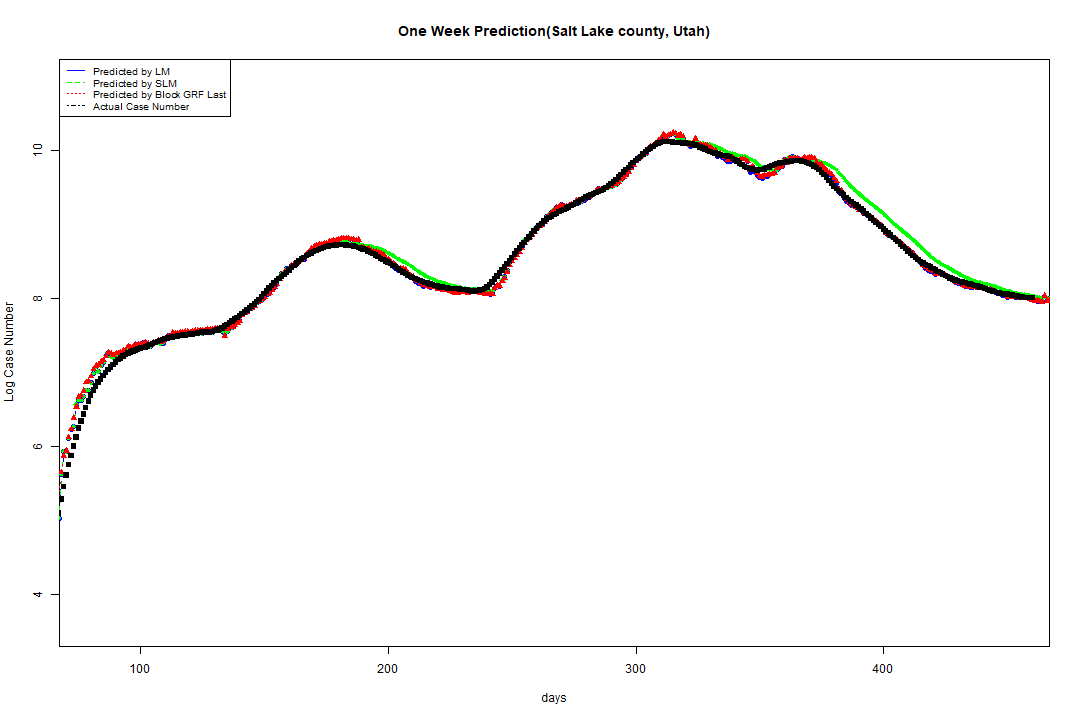 One Week Prediction(Salt Lake county, Utah)
Predicted by LM
Predicted by SLM
Predicted by Block GRF Last
Actual Case Number
10
8
6
4
Log Case Number
100 200 300 400
days